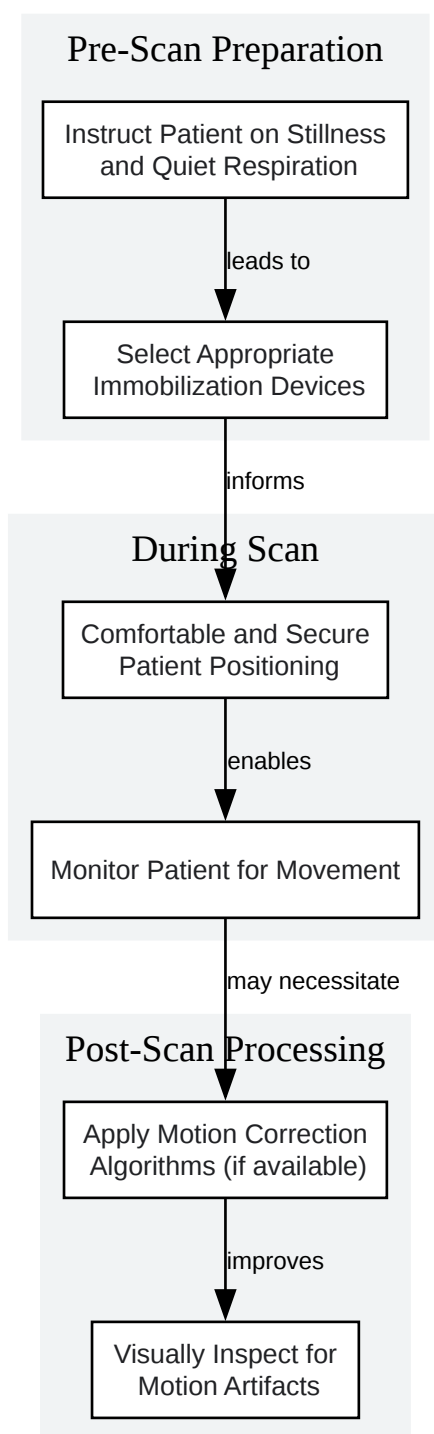 Pre-Scan Preparation
Instruct Patient on Stillness
and Quiet Respiration
leads to
Select Appropriate
Immobilization Devices
informs
During Scan
Comfortable and Secure
Patient Positioning
enables
Monitor Patient for Movement
may necessitate
Post-Scan Processing
Apply Motion Correction
Algorithms (if available)
improves
Visually Inspect for
Motion Artifacts